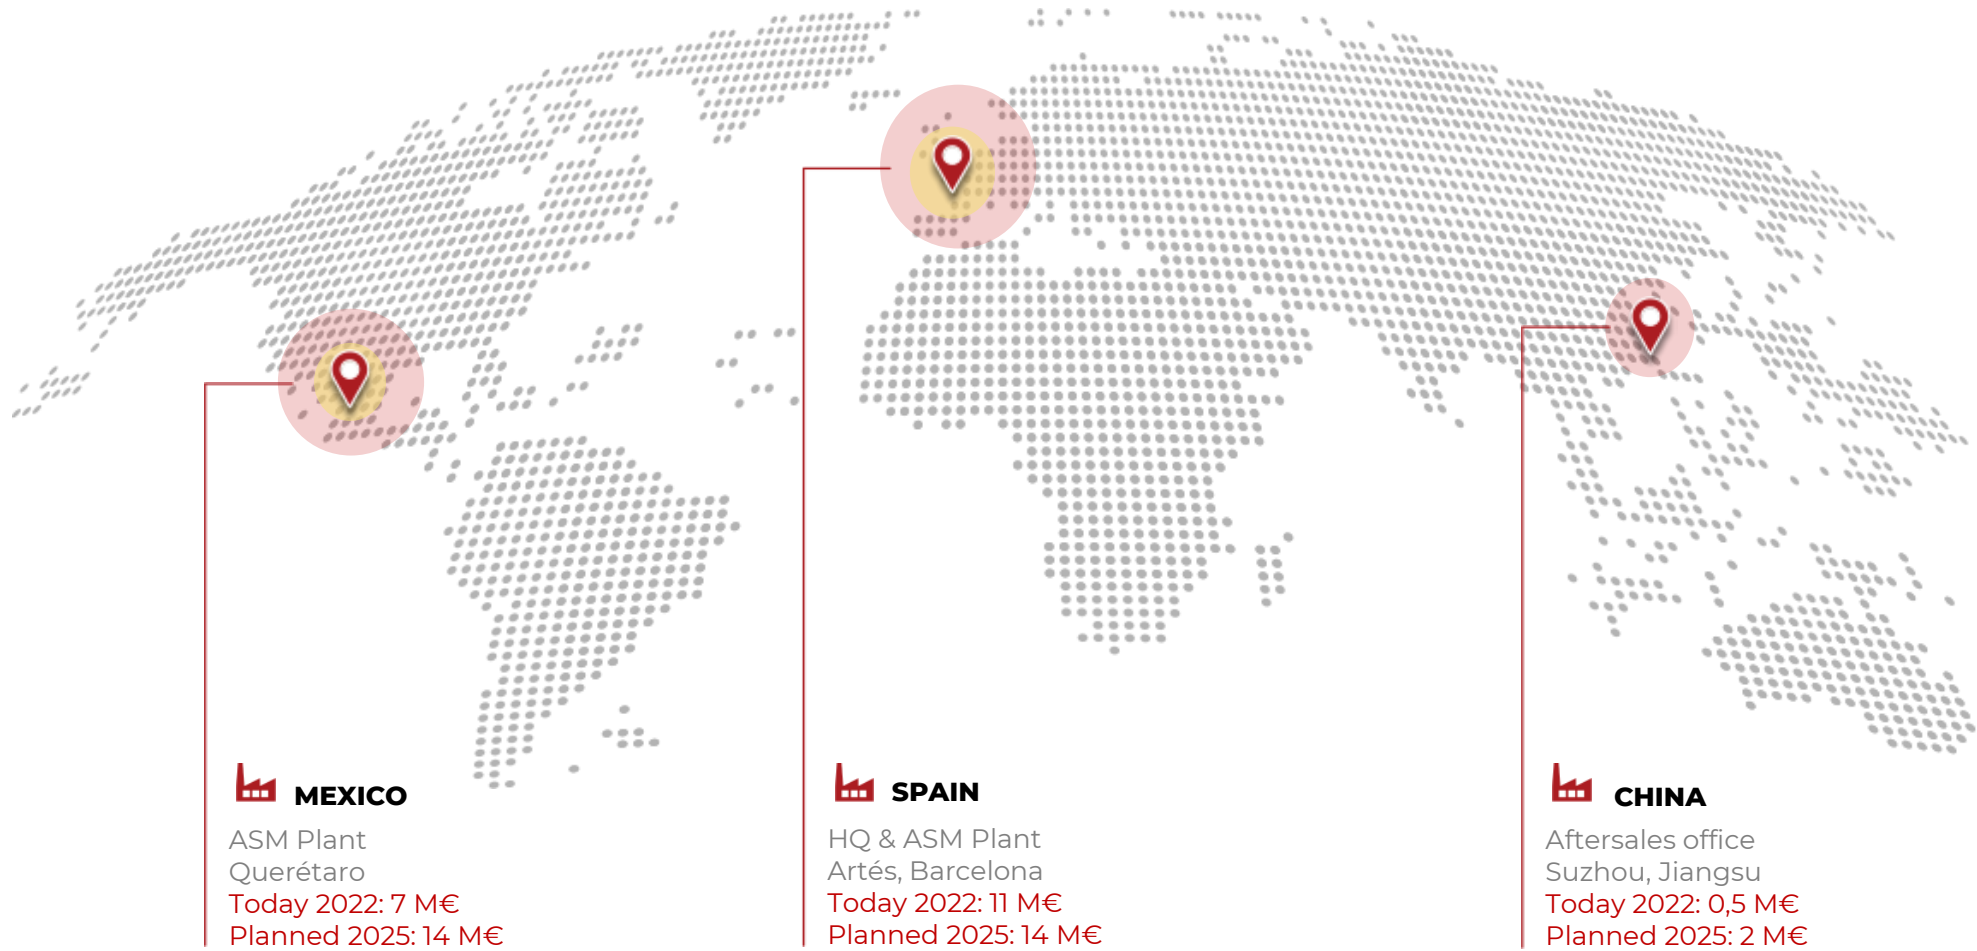 MEXICO
ASM Plant
Querétaro
Today 2022: 7 M€
Planned 2025: 14 M€
SPAIN
HQ & ASM Plant
Artés, Barcelona
Today 2022: 11 M€
Planned 2025: 14 M€
CHINA
Aftersales office
Suzhou, Jiangsu
Today 2022: 0,5 M€
Planned 2025: 2 M€